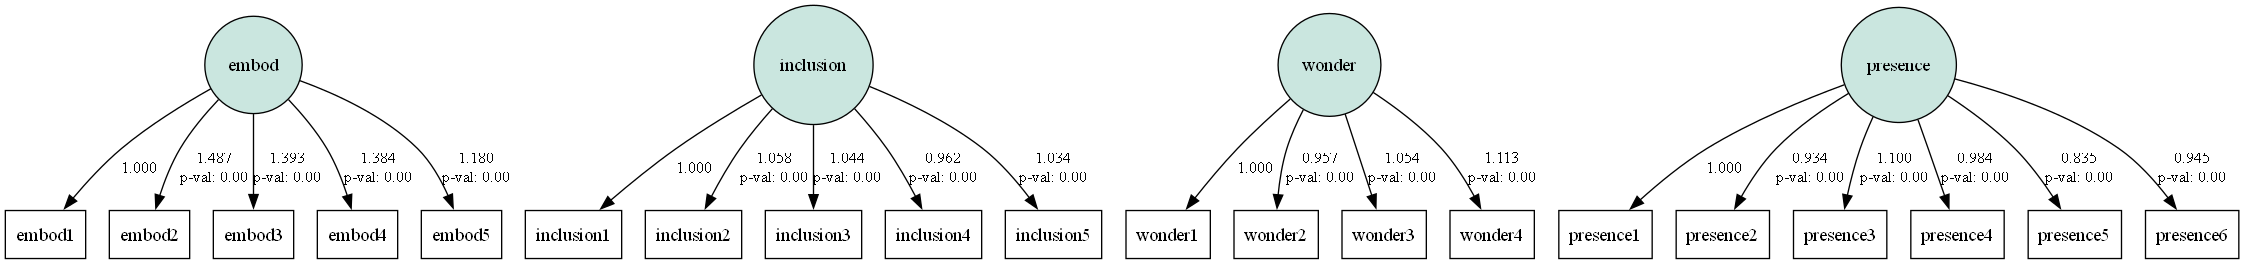 embod
inclusion
wonder
presence
1.000
1.487
p-val: 0.00
1.393
p-val: 0.00
1.384
p-val: 0.00
1.180
p-val: 0.00
1.000
1.058
p-val: 0.00
1.044
p-val: 0.00
0.962
p-val: 0.00
1.034
p-val: 0.00
1.000
0.957
p-val: 0.00
1.054
p-val: 0.00
1.113
p-val: 0.00
1.000
0.934
p-val: 0.00
1.100
p-val: 0.00
0.984
p-val: 0.00
0.835
p-val: 0.00
0.945
p-val: 0.00
embod1
embod2
embod3
embod4
embod5
inclusion1
inclusion2
inclusion3
inclusion4
inclusion5
wonder1
wonder2
wonder3
wonder4
presence1
presence2
presence3
presence4
presence5
presence6